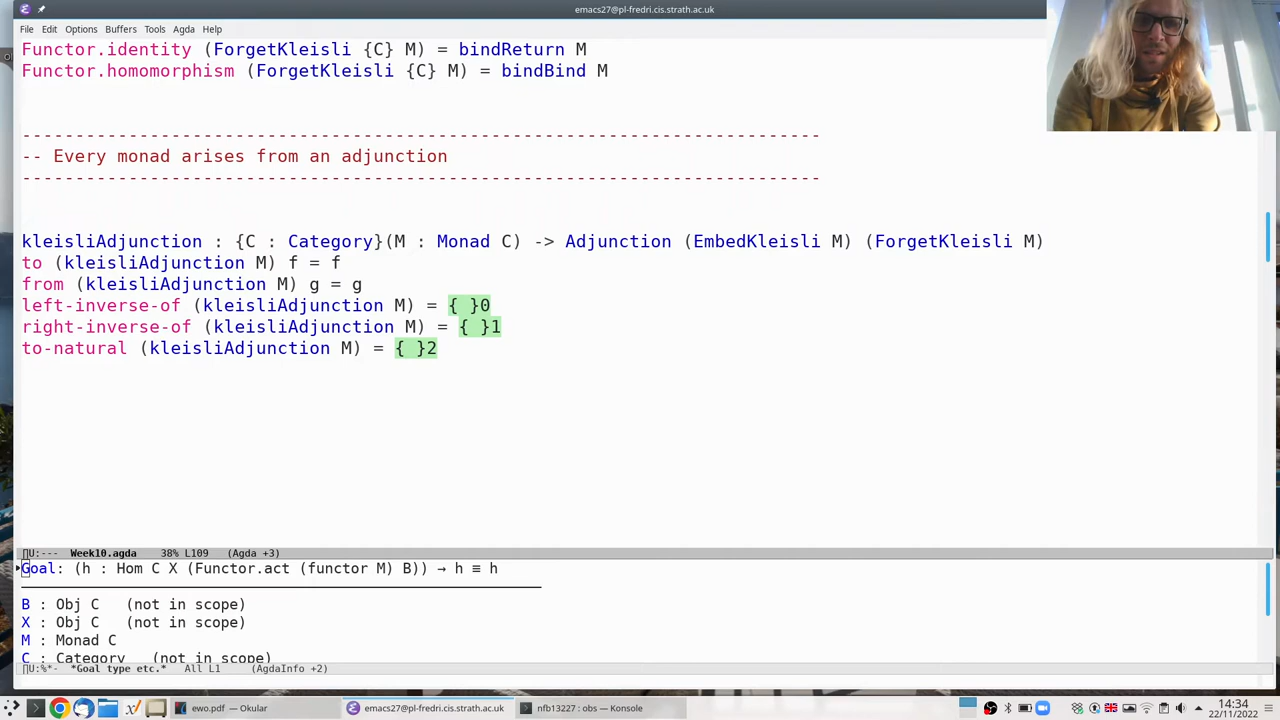 emacs27@pl-fredri.cis.strath.ac.uk
File Edit Options Buffers Tools Agda Help
Functor.identity (ForgetKleisli {C} M) = bindReturn M
Functor.homomorphism (ForgetKleisli {C} M) = bindBind M
----------------------------------------------------------------------------
-- Every monad arises from an adjunction
----------------------------------------------------------------------------
kleisliAdjunction : {C : Category}(M : Monad C) -> Adjunction (EmbedKleisli M) (ForgetKleisli M)
to (kleisliAdjunction M) f = f
from (kleisliAdjunction M) g = g
left-inverse-of (kleisliAdjunction M) = { }0
right-inverse-of (kleisliAdjunction M) = { }1
to-natural (kleisliAdjunction M) = { }2
U:--- Week10.agda 38% L109 (Agda +3)
Goal: (h : Hom C X (Functor.act (functor M) B)) → h ≡ h
B : Obj C (not in scope)
X : Obj C (not in scope)
M : Monad C
C : Category (not in scope)
U:%*- *Goal type etc.* All L1 (AgdaInfo +2)
ewo.pdf — Okular emacs27@pl-fredri.cis.strath.ac.uk nfb13227 : obs — Konsole 14:34
22/11/2022